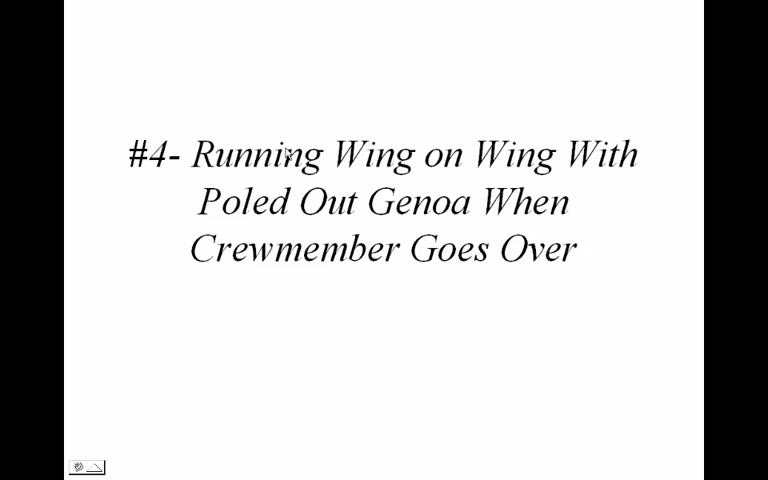 #4- Running Wing on Wing With
Poled Out Genoa When
Crewmember Goes Over